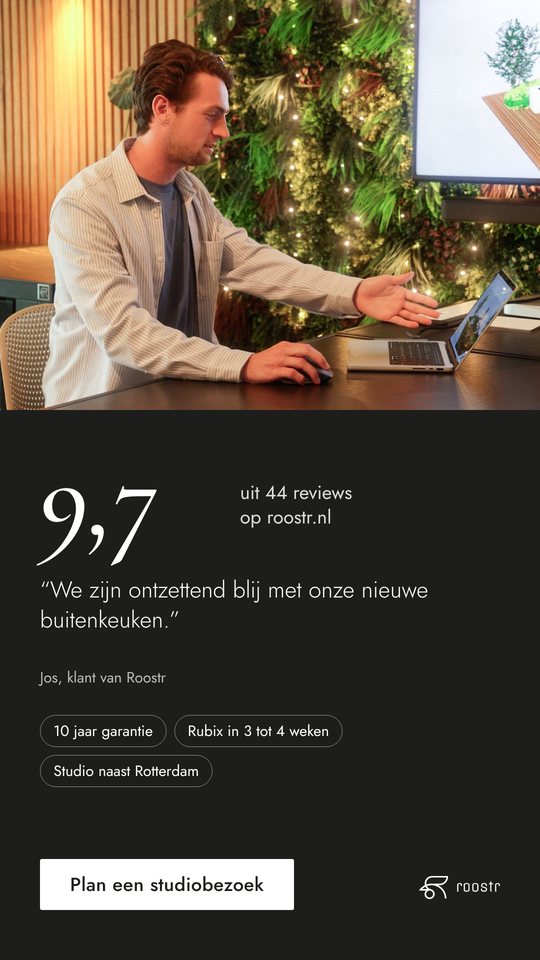 9,7
uit 44 reviews
op roostr.nl
“We zijn ontzettend blij met onze nieuwe
buitenkeuken.”
Jos, klant van Roostr
10 jaar garantie
Rubix in 3 tot 4 weken
Studio naast Rotterdam
Plan een studiobezoek
roostr